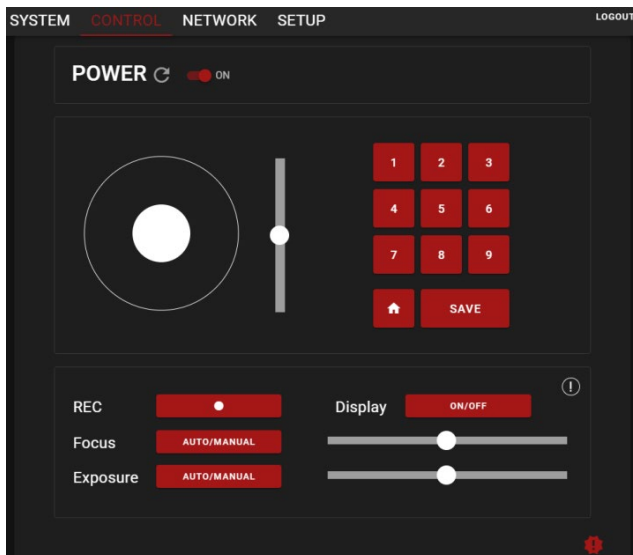 SYSTEM CONTROL NETWORK SETUP LOGOUT
POWER ON
1 2 3
4 5 6
7 8 9
SAVE
REC Display ON/OFF
Focus AUTO/MANUAL
Exposure AUTO/MANUAL